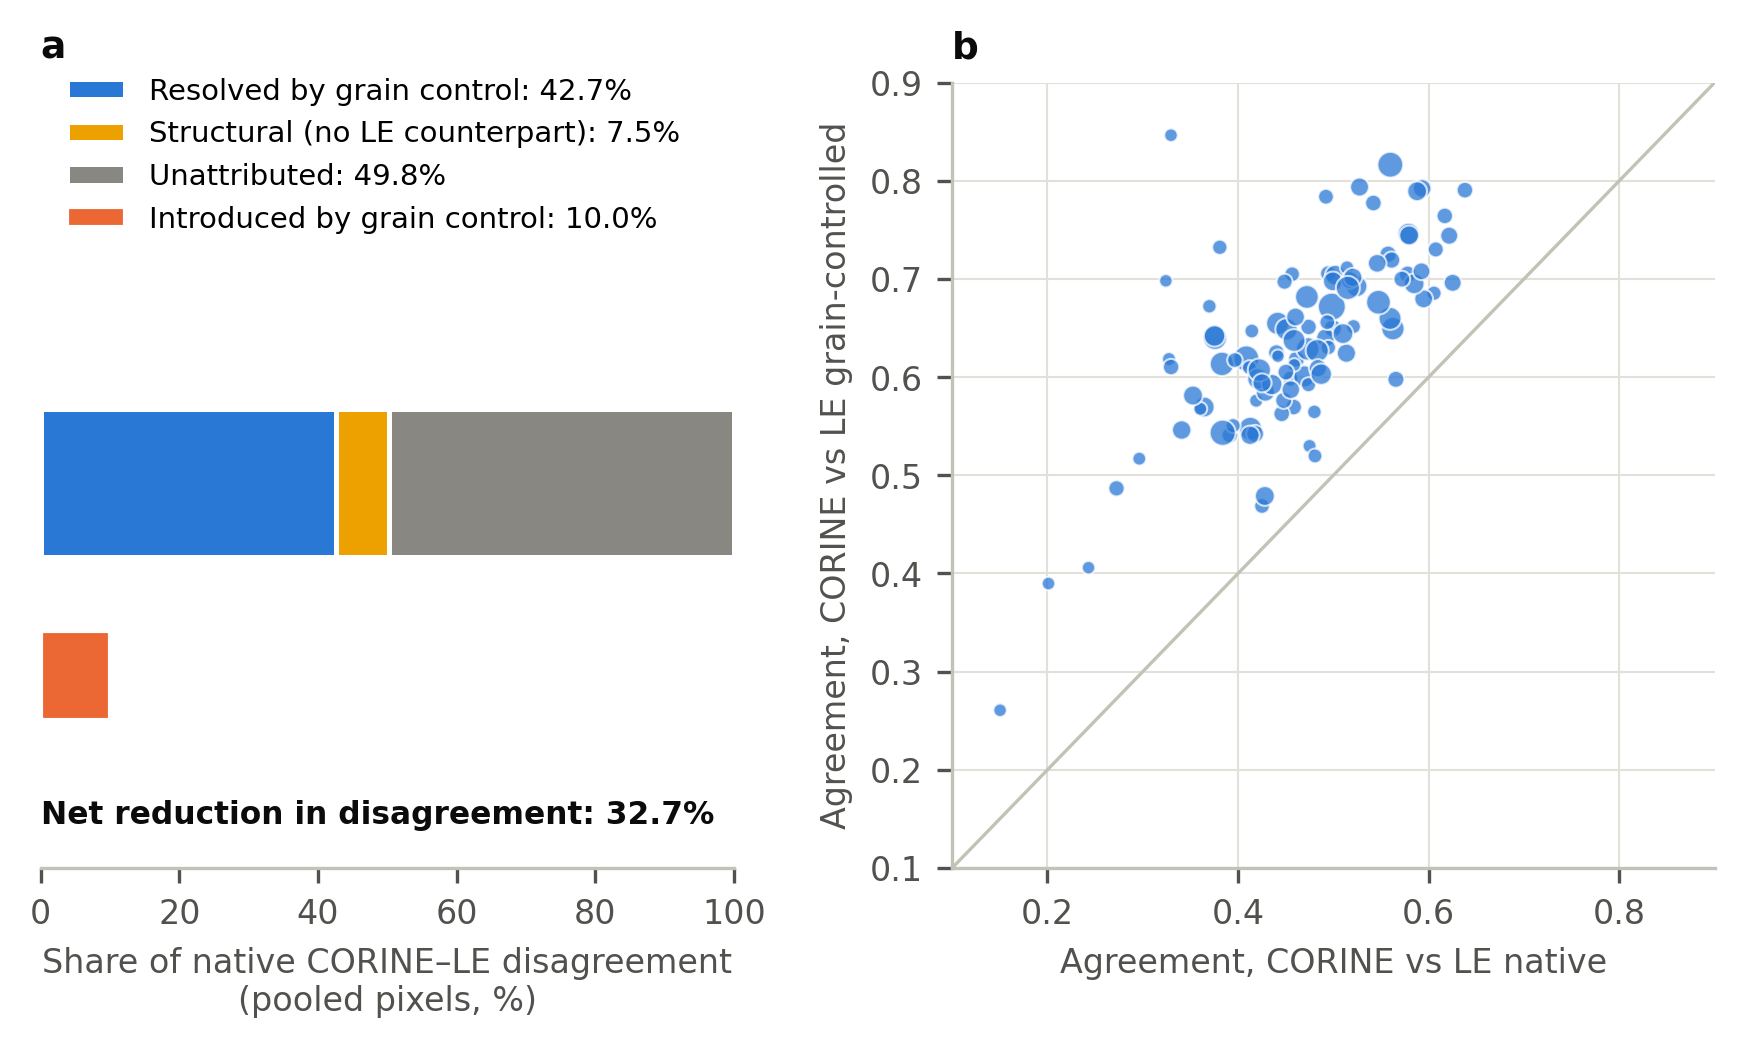 a
Resolved by grain control: 42.7%
Structural (no LE counterpart): 7.5%
Unattributed: 49.8%
Introduced by grain control: 10.0%
Net reduction in disagreement: 32.7%
0 20 40 60 80 100
Share of native CORINE–LE disagreement
(pooled pixels, %)
b
Agreement, CORINE vs LE grain-controlled
0.9
0.8
0.7
0.6
0.5
0.4
0.3
0.2
0.1
0.2 0.4 0.6 0.8
Agreement, CORINE vs LE native